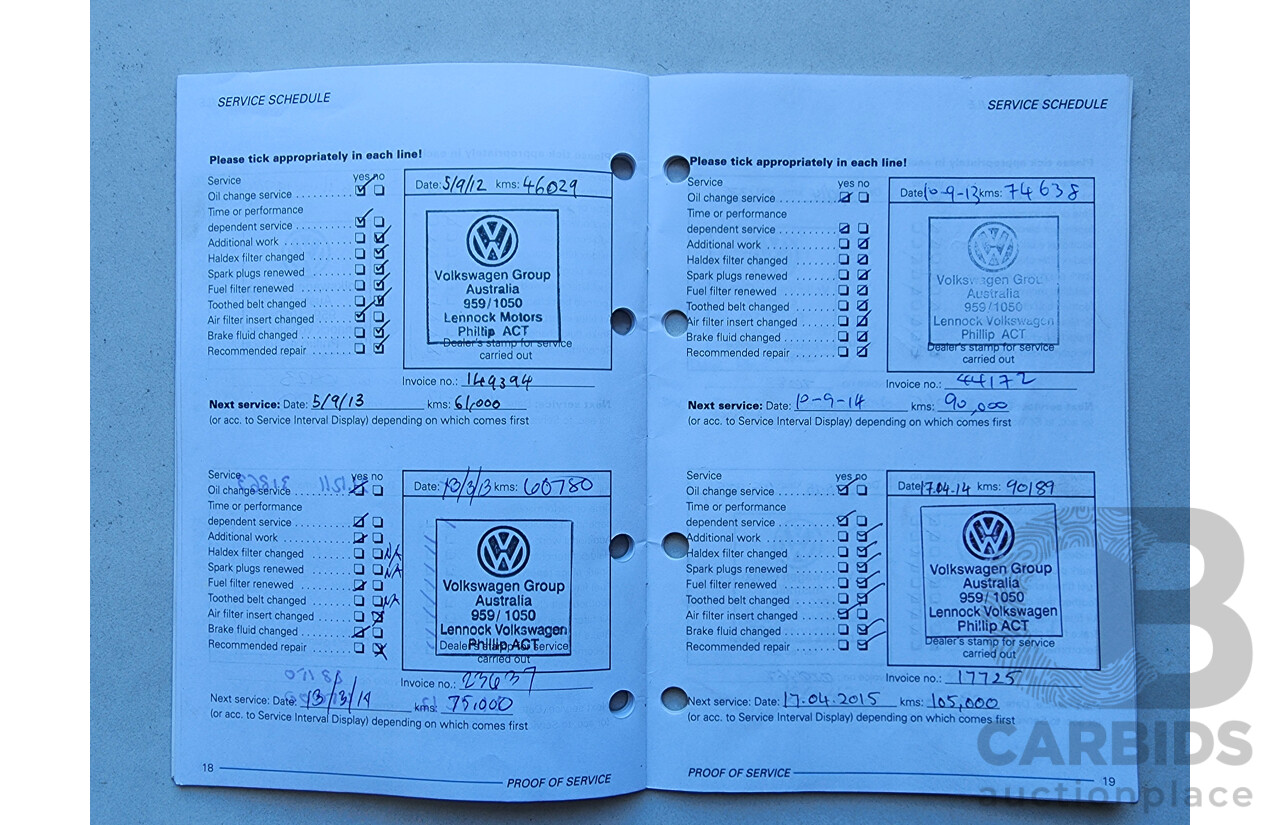 SERVICE SCHEDULE
Please tick appropriately in each line!
Service yes no
Oil change service
Time or performance
dependent service
Additional work
Haldex filter changed
Spark plugs renewed
Fuel filter renewed
Toothed belt changed
Air filter insert changed
Brake fluid changed
Recommended repair
Date: 5/9/12 kms: 46029
Volkswagen Group
Australia
959/1050
Lennock Motors
Phillip ACT
Dealer's stamp for service
carried out
Invoice no.: 149394
Next service: Date: 5/9/13 kms: 61,000
(or acc. to Service Interval Display) depending on which comes first
Service yes no
Oil change service
Time or performance
dependent service
Additional work
Haldex filter changed NA
Spark plugs renewed NA
Fuel filter renewed
Toothed belt changed NA
Air filter insert changed
Brake fluid changed
Recommended repair
Date: 13/3/13 kms: 60780
Volkswagen Group
Australia
959/1050
Lennock Volkswagen
Phillip ACT
Dealer's stamp for service
carried out
Invoice no.: 23637
Next service: Date: 13/3/14 kms: 75,000
(or acc. to Service Interval Display) depending on which comes first
18 PROOF OF SERVICE
SERVICE SCHEDULE
Please tick appropriately in each line!
Service yes no
Oil change service
Time or performance
dependent service
Additional work
Haldex filter changed
Spark plugs renewed
Fuel filter renewed
Toothed belt changed
Air filter insert changed
Brake fluid changed
Recommended repair
Date 10-9-13 kms: 74638
Volkswagen Group
Australia
959/1050
Lennock Volkswagen
Phillip ACT
Dealer's stamp for service
carried out
Invoice no.: 44172
Next service: Date: 10-9-14 kms: 90,000
(or acc. to Service Interval Display) depending on which comes first
Service yes no
Oil change service
Time or performance
dependent service
Additional work
Haldex filter changed
Spark plugs renewed
Fuel filter renewed
Toothed belt changed
Air filter insert changed
Brake fluid changed
Recommended repair
Date 17.04.14 kms: 90189
Volkswagen Group
Australia
959/1050
Lennock Volkswagen
Phillip ACT
Dealer's stamp for service
carried out
Invoice no.: 17725
Next service: Date: 17.04.2015 kms: 105,000
(or acc. to Service Interval Display) depending on which comes first
PROOF OF SERVICE 19
CARBIDS
auctionplace